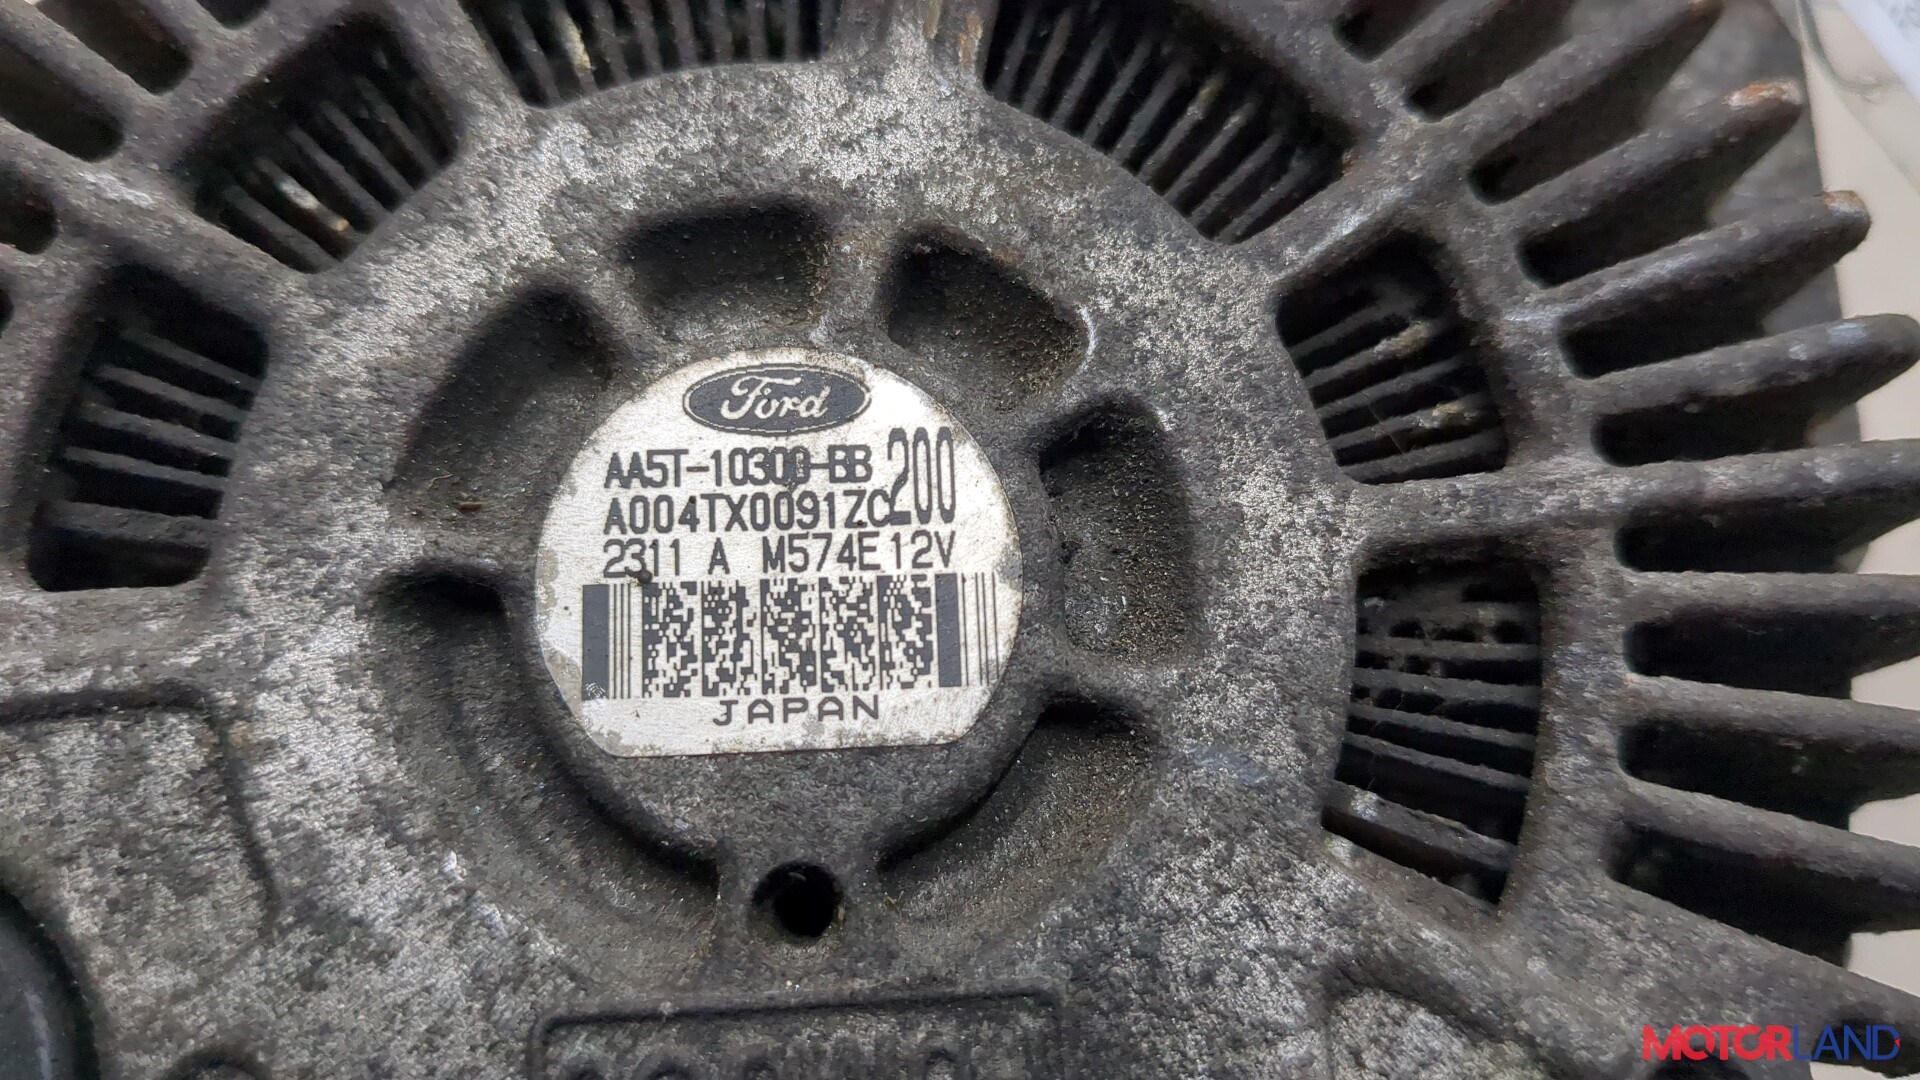 Ford
AA5T-10300-BB 200
A004TX0091ZC
2311 A M574E 12V
JAPAN
MOTORLAND